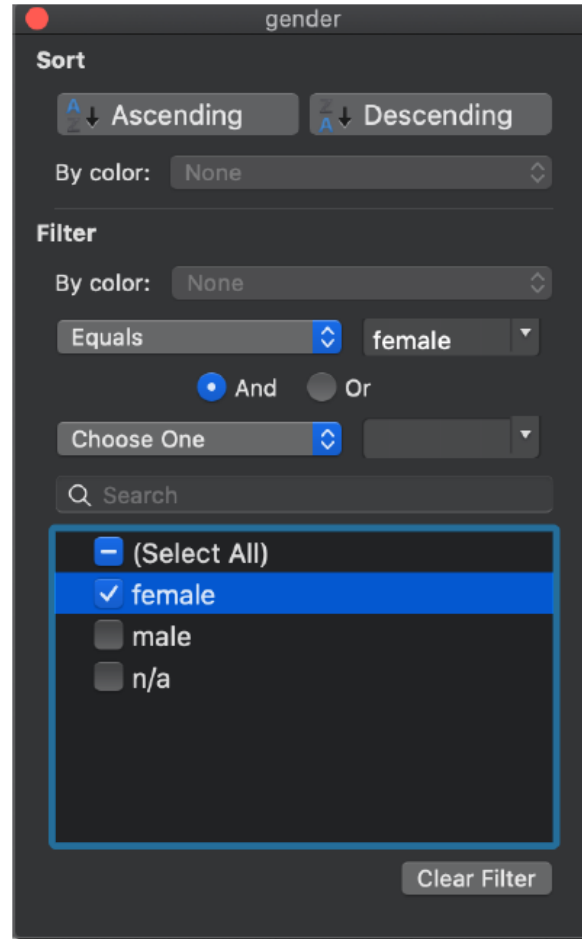 gender
Sort
A Z Ascending Z A Descending
By color: None
Filter
By color: None
Equals female
And Or
Choose One
Search
(Select All)
female
male
n/a
Clear Filter